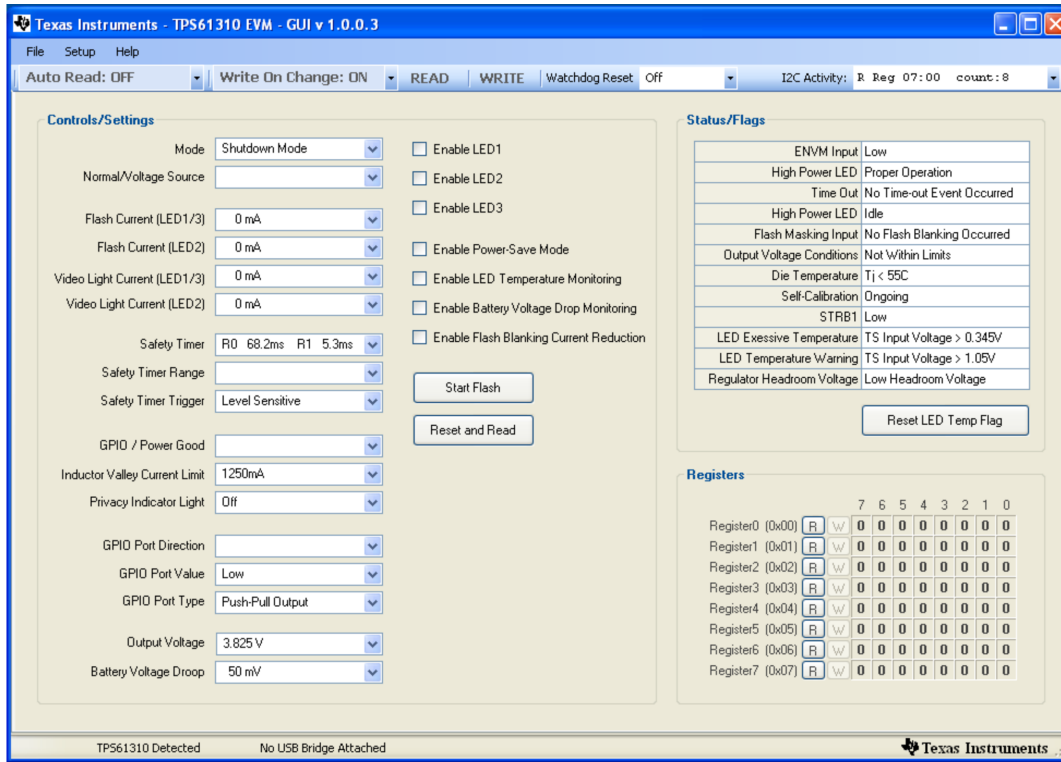 Texas Instruments - TPS61310 EVM - GUI v 1.0.0.3
File Setup Help
Auto Read: OFF Write On Change: ON READ WRITE Watchdog Reset Off I2C Activity: R Reg 07:00 count:8
Controls/Settings
Mode Shutdown Mode
Normal/Voltage Source
Flash Current (LED1/3) 0 mA
Flash Current (LED2) 0 mA
Video Light Current (LED1/3) 0 mA
Video Light Current (LED2) 0 mA
Safety Timer R0 68.2ms R1 5.3ms
Safety Timer Range
Safety Timer Trigger Level Sensitive
GPIO / Power Good
Inductor Valley Current Limit 1250mA
Privacy Indicator Light Off
GPIO Port Direction
GPIO Port Value Low
GPIO Port Type Push-Pull Output
Output Voltage 3.825 V
Battery Voltage Droop 50 mV
Enable LED1
Enable LED2
Enable LED3
Enable Power-Save Mode
Enable LED Temperature Monitoring
Enable Battery Voltage Drop Monitoring
Enable Flash Blanking Current Reduction
Start Flash
Reset and Read
Status/Flags
ENVM Input Low
High Power LED Proper Operation
Time Out No Time-out Event Occurred
High Power LED Idle
Flash Masking Input No Flash Blanking Occurred
Output Voltage Conditions Not Within Limits
Die Temperature Tj < 55C
Self-Calibration Ongoing
STRB1 Low
LED Exessive Temperature TS Input Voltage > 0.345V
LED Temperature Warning TS Input Voltage > 1.05V
Regulator Headroom Voltage Low Headroom Voltage
Reset LED Temp Flag
Registers
7 6 5 4 3 2 1 0
Register0 (0x00) R W 0 0 0 0 0 0 0 0
Register1 (0x01) R W 0 0 0 0 0 0 0 0
Register2 (0x02) R W 0 0 0 0 0 0 0 0
Register3 (0x03) R W 0 0 0 0 0 0 0 0
Register4 (0x04) R W 0 0 0 0 0 0 0 0
Register5 (0x05) R W 0 0 0 0 0 0 0 0
Register6 (0x06) R W 0 0 0 0 0 0 0 0
Register7 (0x07) R W 0 0 0 0 0 0 0 0
TPS61310 Detected No USB Bridge Attached Texas Instruments